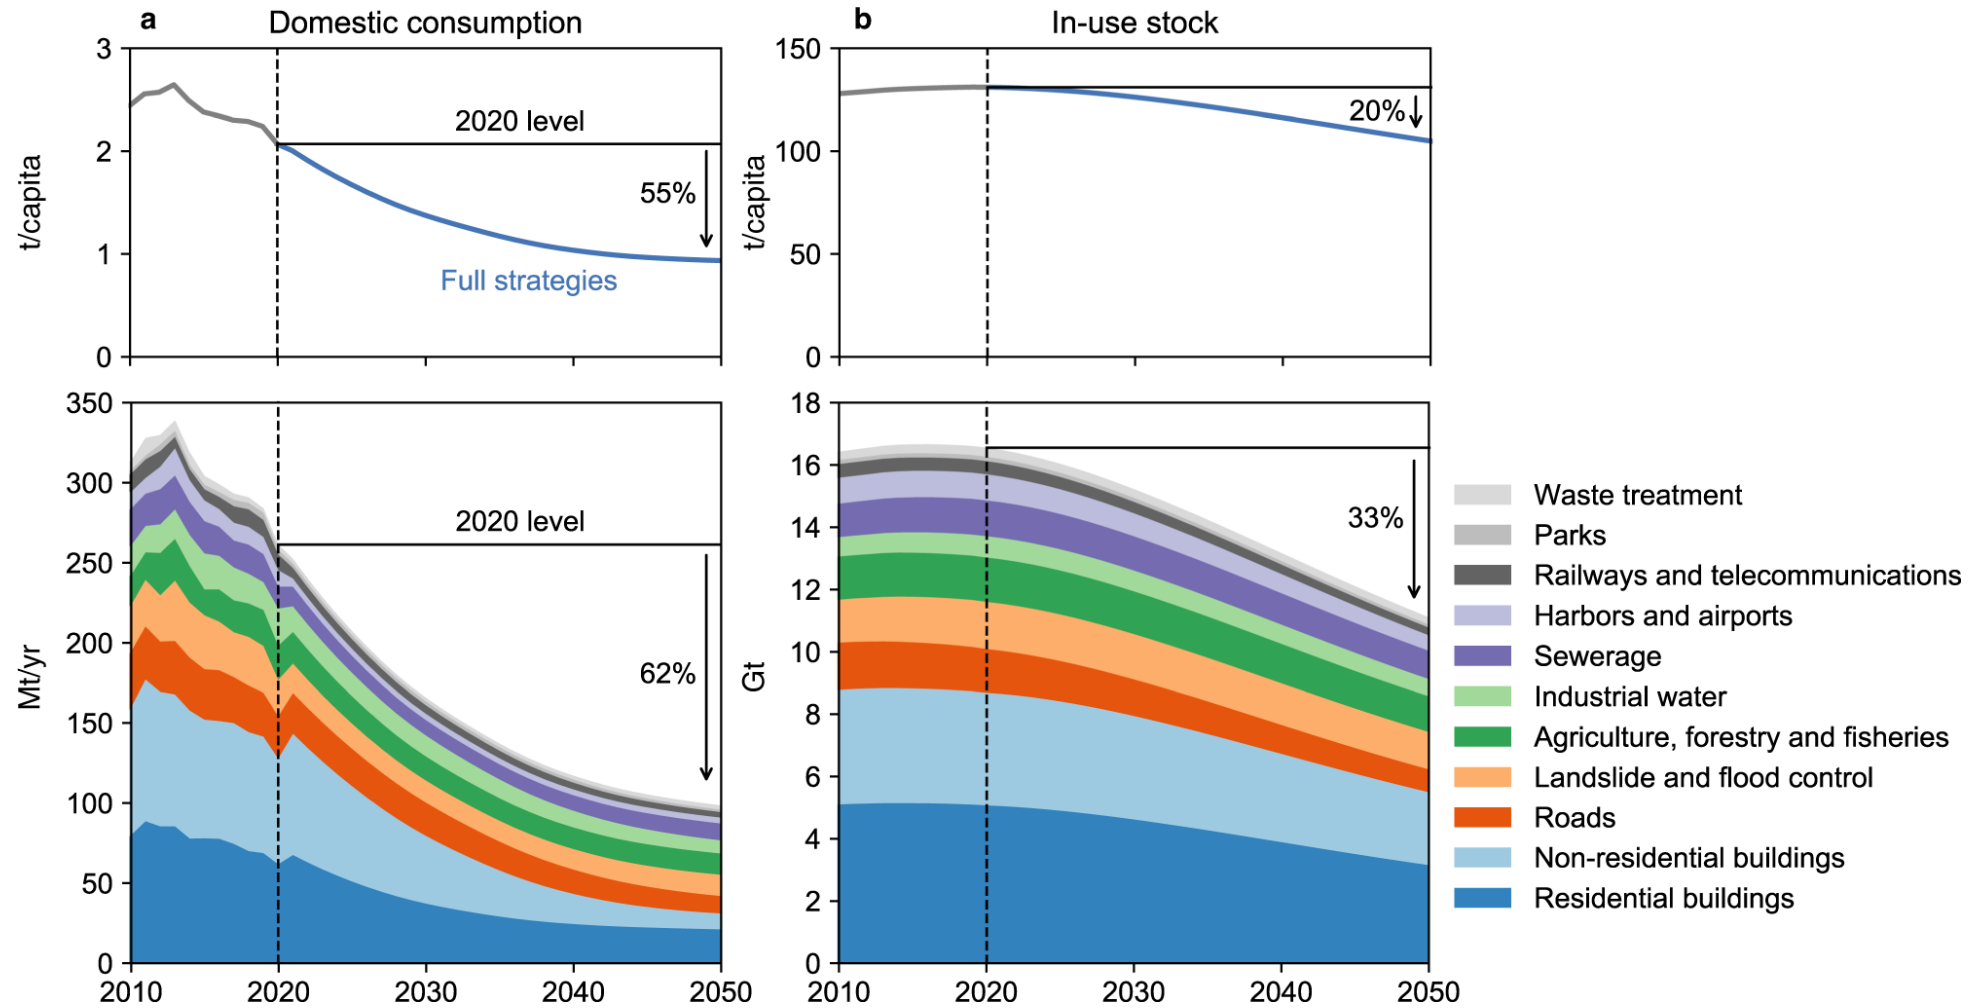 a Domestic consumption
3
2
1
0
t/capita
2020 level
55%
Full strategies
b In-use stock
150
100
50
0
t/capita
20%
350
300
250
200
150
100
50
0
Mt/yr
2020 level
62%
2010 2020 2030 2040 2050
18
16
14
12
10
8
6
4
2
0
Gt
33%
2010 2020 2030 2040 2050
Waste treatment
Parks
Railways and telecommunications
Harbors and airports
Sewerage
Industrial water
Agriculture, forestry and fisheries
Landslide and flood control
Roads
Non-residential buildings
Residential buildings